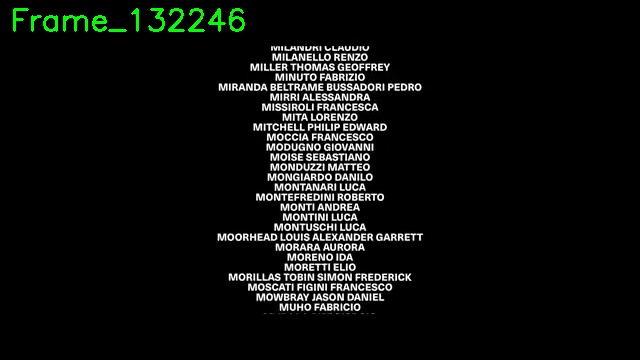 Frame_132246
MILANDRI CLAUDIO
MILANELLO RENZO
MILLER THOMAS GEOFFREY
MINUTO FABRIZIO
MIRANDA BELTRAME BUSSADORI PEDRO
MIRRI ALESSANDRA
MISSIROLI FRANCESCA
MITA LORENZO
MITCHELL PHILIP EDWARD
MOCCIA FRANCESCO
MODUGNO GIOVANNI
MOISE SEBASTIANO
MONDUZZI MATTEO
MONGIARDO DANILO
MONTANARI LUCA
MONTEFREDINI ROBERTO
MONTI ANDREA
MONTINI LUCA
MONTUSCHI LUCA
MOORHEAD LOUIS ALEXANDER GARRETT
MORARA AURORA
MORENO IDA
MORETTI ELIO
MORILLAS TOBIN SIMON FREDERICK
MOSCATI FIGINI FRANCESCO
MOWBRAY JASON DANIEL
MUHO FABRICIO